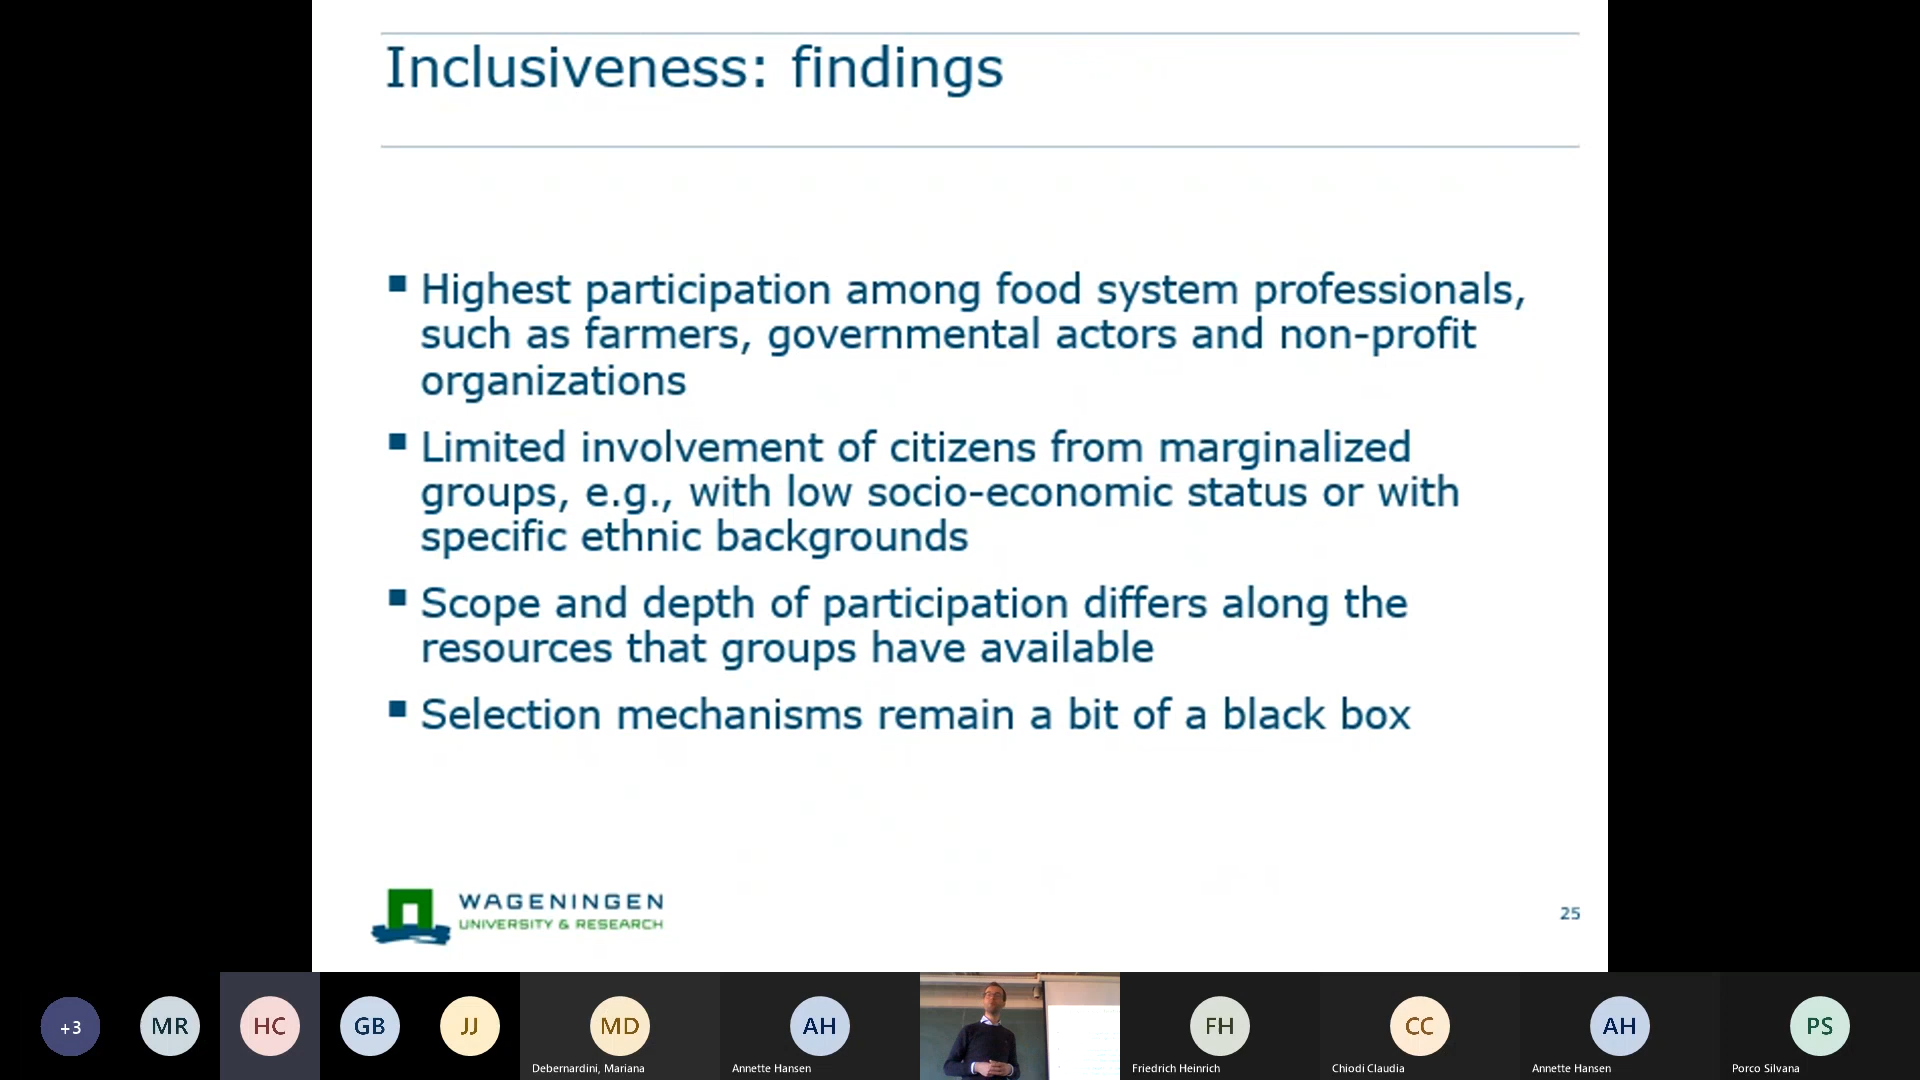 Inclusiveness: findings
Highest participation among food system professionals,
such as farmers, governmental actors and non-profit
organizations
Limited involvement of citizens from marginalized
groups, e.g., with low socio-economic status or with
specific ethnic backgrounds
Scope and depth of participation differs along the
resources that groups have available
Selection mechanisms remain a bit of a black box
WAGENINGEN
UNIVERSITY & RESEARCH
25
+3
MR
HC
GB
JJ
MD
Debernardini, Mariana
AH
Annette Hansen
FH
Friedrich Heinrich
CC
Chiodi Claudia
AH
Annette Hansen
PS
Porco Silvana